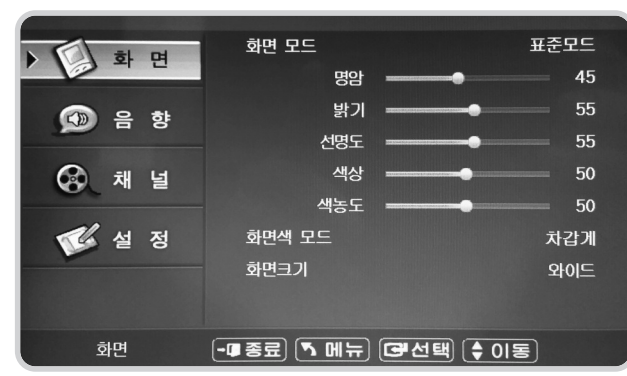 화면
음향
채널
설정
화면 모드 표준모드
명암 45
밝기 55
선명도 55
색상 50
색농도 50
화면색 모드 차갑게
화면크기 와이드
화면 종료 메뉴 선택 이동